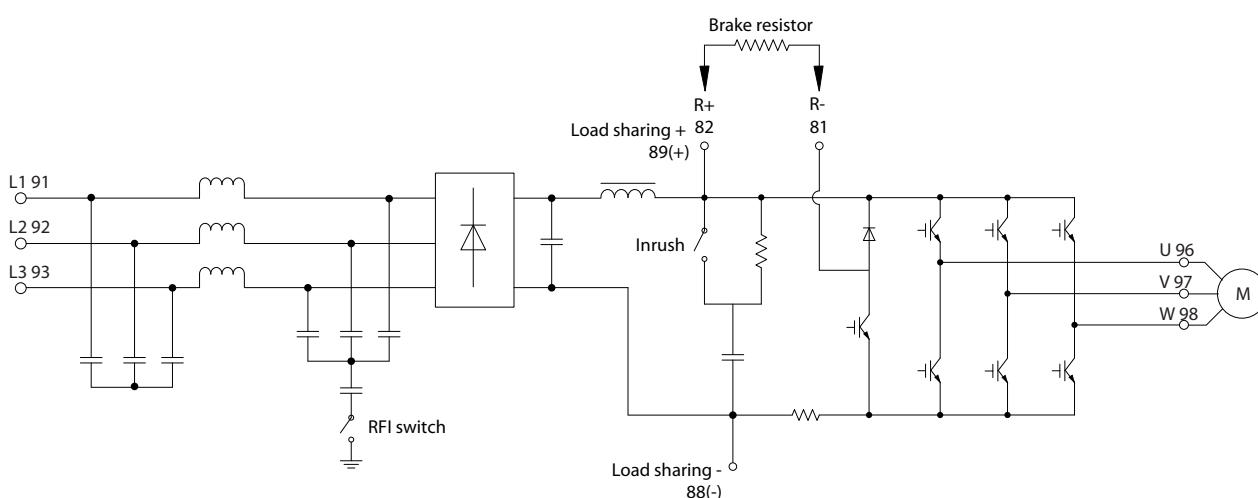 Brake resistor
R+
82
R-
81
Load sharing +
89(+)
L1 91
L2 92
L3 93
Inrush
U 96
V 97
W 98
M
RFI switch
Load sharing -
88(-)